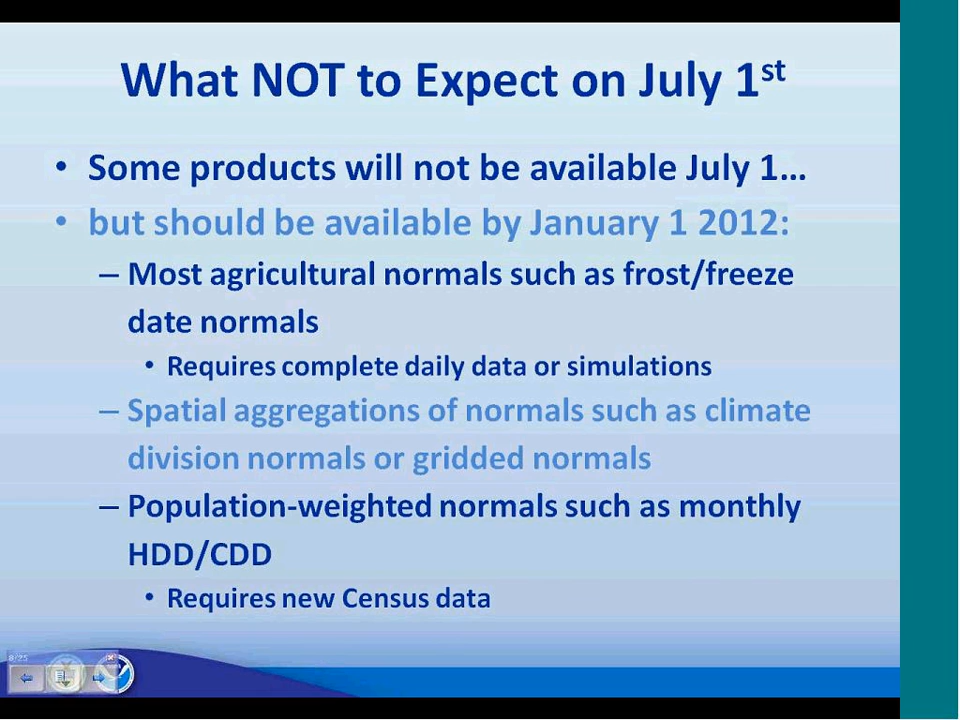 What NOT to Expect on July 1st
• Some products will not be available July 1…
• but should be available by January 1 2012:
– Most agricultural normals such as frost/freeze
date normals
• Requires complete daily data or simulations
– Spatial aggregations of normals such as climate
division normals or gridded normals
– Population-weighted normals such as monthly
HDD/CDD
• Requires new Census data
8/25